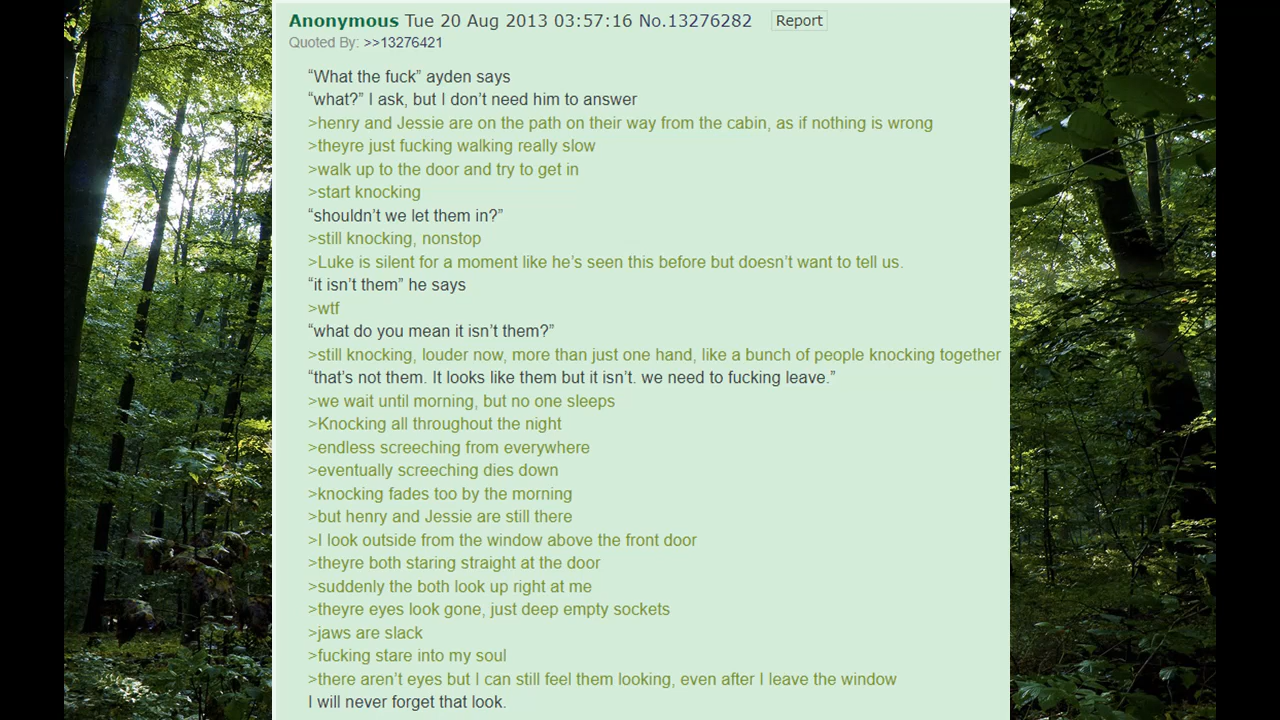 Anonymous Tue 20 Aug 2013 03:57:16 No.13276282 Report
Quoted By: >>13276421
“What the fuck” ayden says
“what?” I ask, but I don’t need him to answer
>henry and Jessie are on the path on their way from the cabin, as if nothing is wrong
>theyre just fucking walking really slow
>walk up to the door and try to get in
>start knocking
“shouldn’t we let them in?”
>still knocking, nonstop
>Luke is silent for a moment like he’s seen this before but doesn’t want to tell us.
“it isn’t them” he says
>wtf
“what do you mean it isn’t them?”
>still knocking, louder now, more than just one hand, like a bunch of people knocking together
“that’s not them. It looks like them but it isn’t. we need to fucking leave.”
>we wait until morning, but no one sleeps
>Knocking all throughout the night
>endless screeching from everywhere
>eventually screeching dies down
>knocking fades too by the morning
>but henry and Jessie are still there
>I look outside from the window above the front door
>theyre both staring straight at the door
>suddenly the both look up right at me
>theyre eyes look gone, just deep empty sockets
>jaws are slack
>fucking stare into my soul
>there aren’t eyes but I can still feel them looking, even after I leave the window
I will never forget that look.